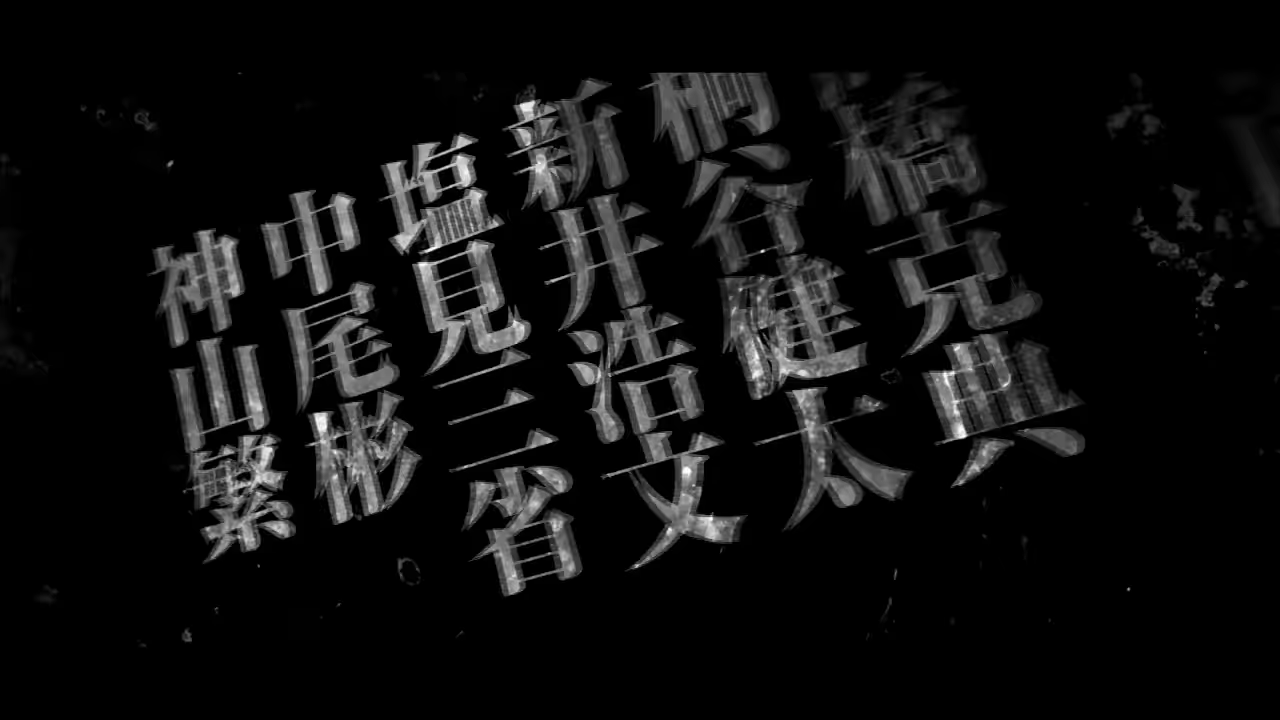 橋克典
桐谷健太
新井浩文
塩見三省
中尾彬
神山繁